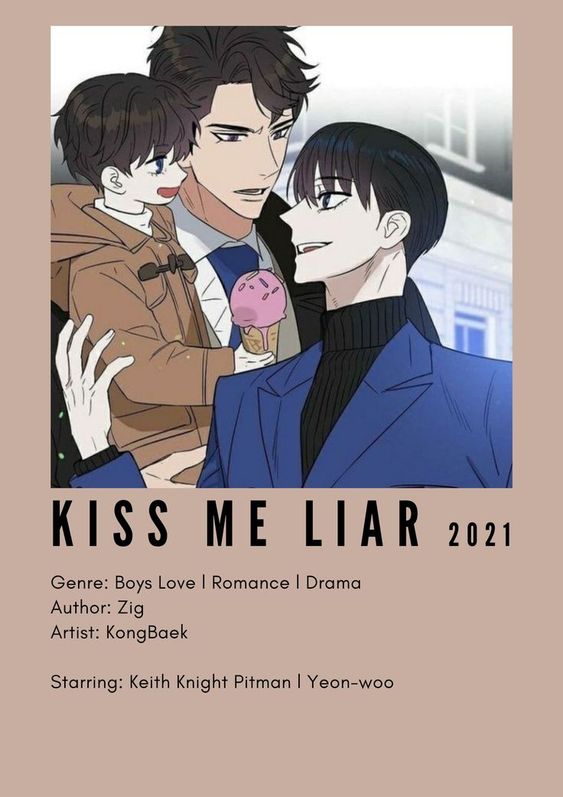 KISS ME LIAR 2021
Genre: Boys Love | Romance | Drama
Author: Zig
Artist: KongBaek
Starring: Keith Knight Pitman | Yeon-woo